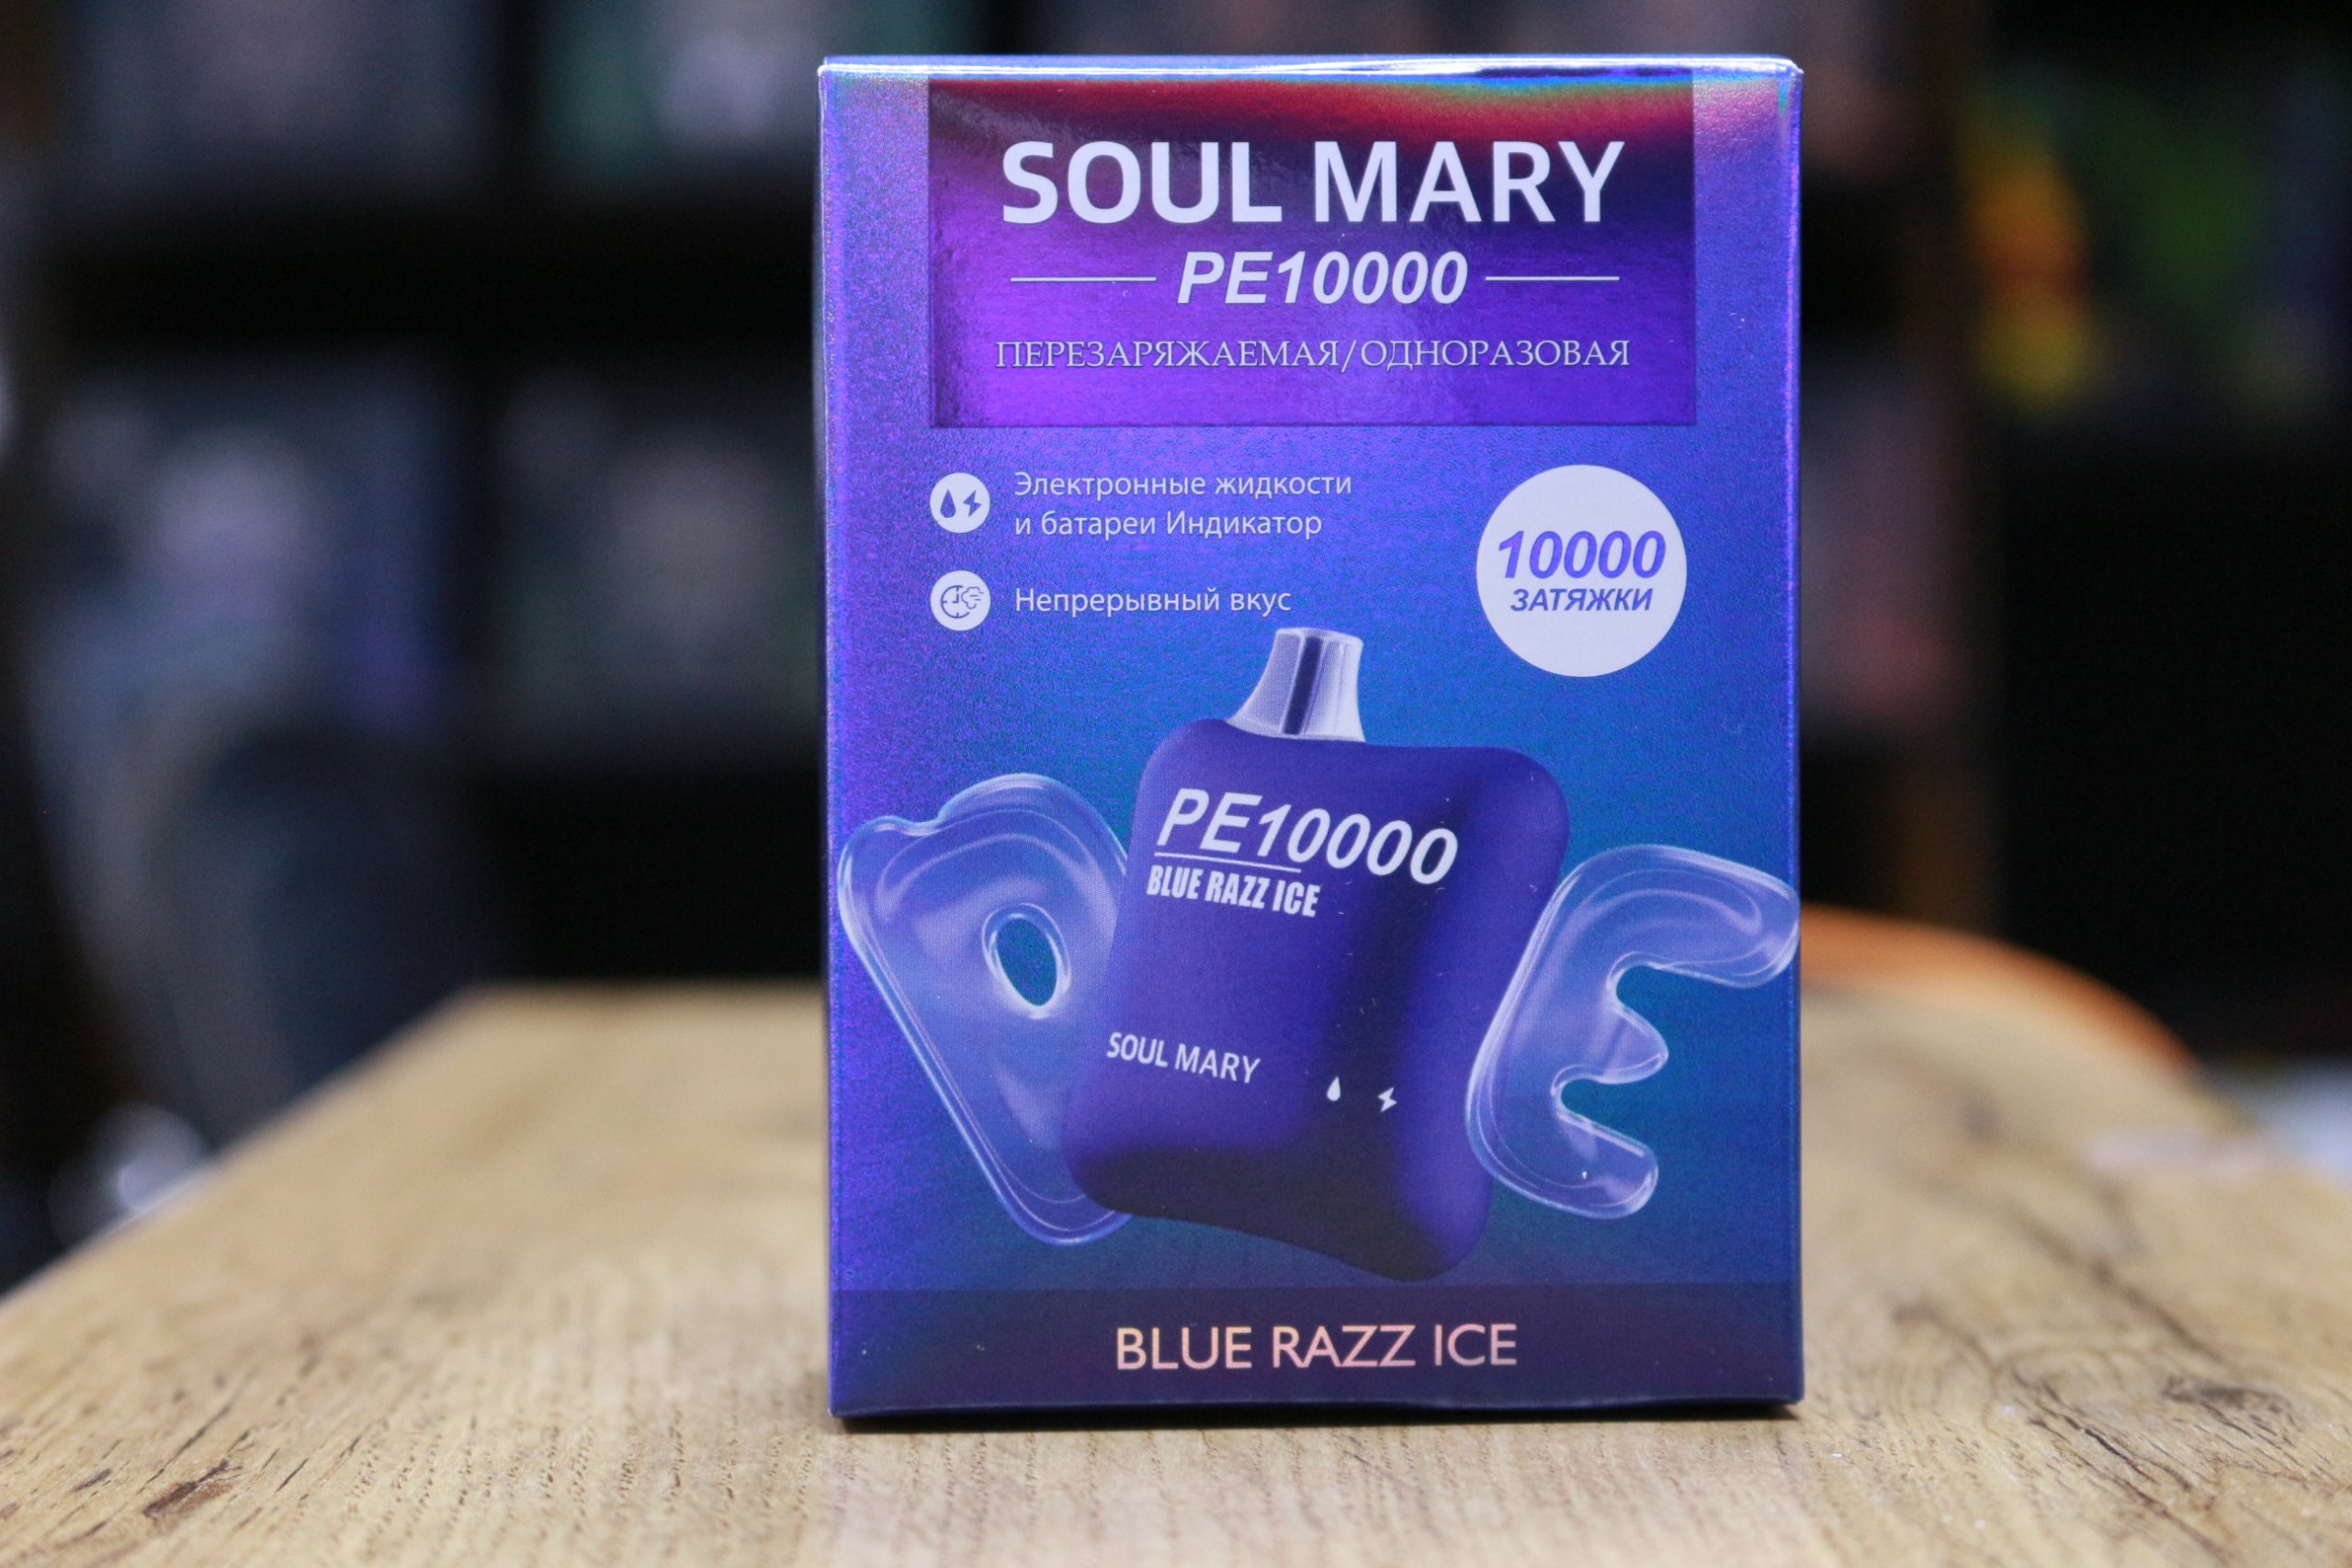 SOUL MARY
PE10000
ПЕРЕЗАРЯЖАЕМАЯ/ОДНОРАЗОВАЯ
Электронные жидкости
и батареи Индикатор
Непрерывный вкус
10000
ЗАТЯЖКИ
PE10000
BLUE RAZZ ICE
SOUL MARY
PE
BLUE RAZZ ICE